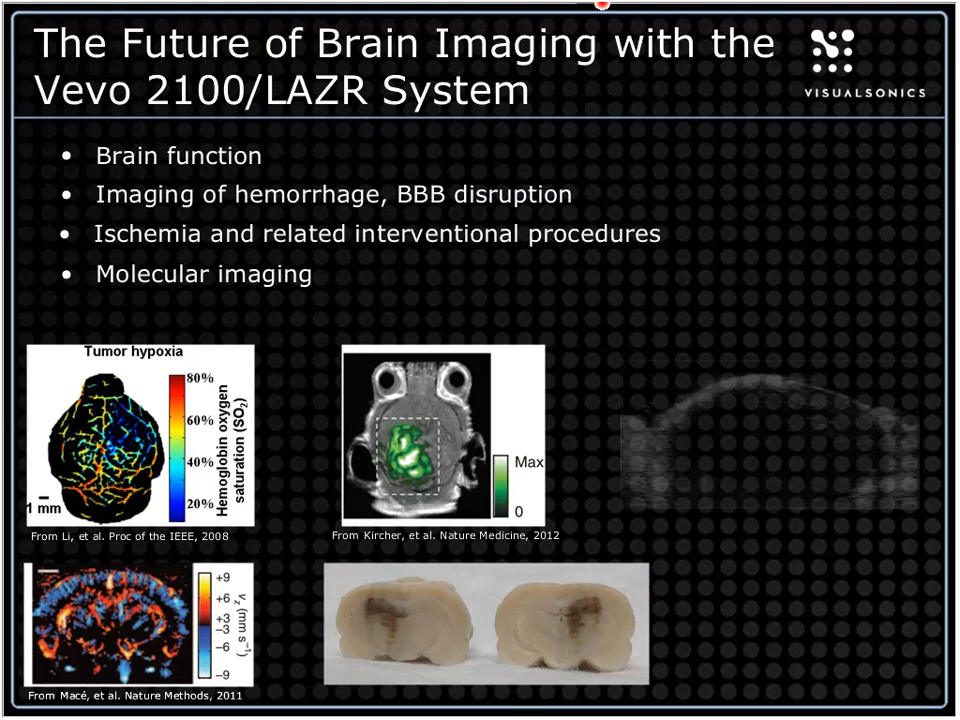 The Future of Brain Imaging with the
Vevo 2100/LAZR System
VISUALSONICS
• Brain function
• Imaging of hemorrhage, BBB disruption
• Ischemia and related interventional procedures
• Molecular imaging
Tumor hypoxia
80%
60%
40%
20%
Hemoglobin oxygen
saturation (SO₂)
1 mm
From Li, et al. Proc of the IEEE, 2008
Max
0
From Kircher, et al. Nature Medicine, 2012
+9
+6
+3
−3
−6
−9
v_z (mm s⁻¹)
From Macé, et al. Nature Methods, 2011